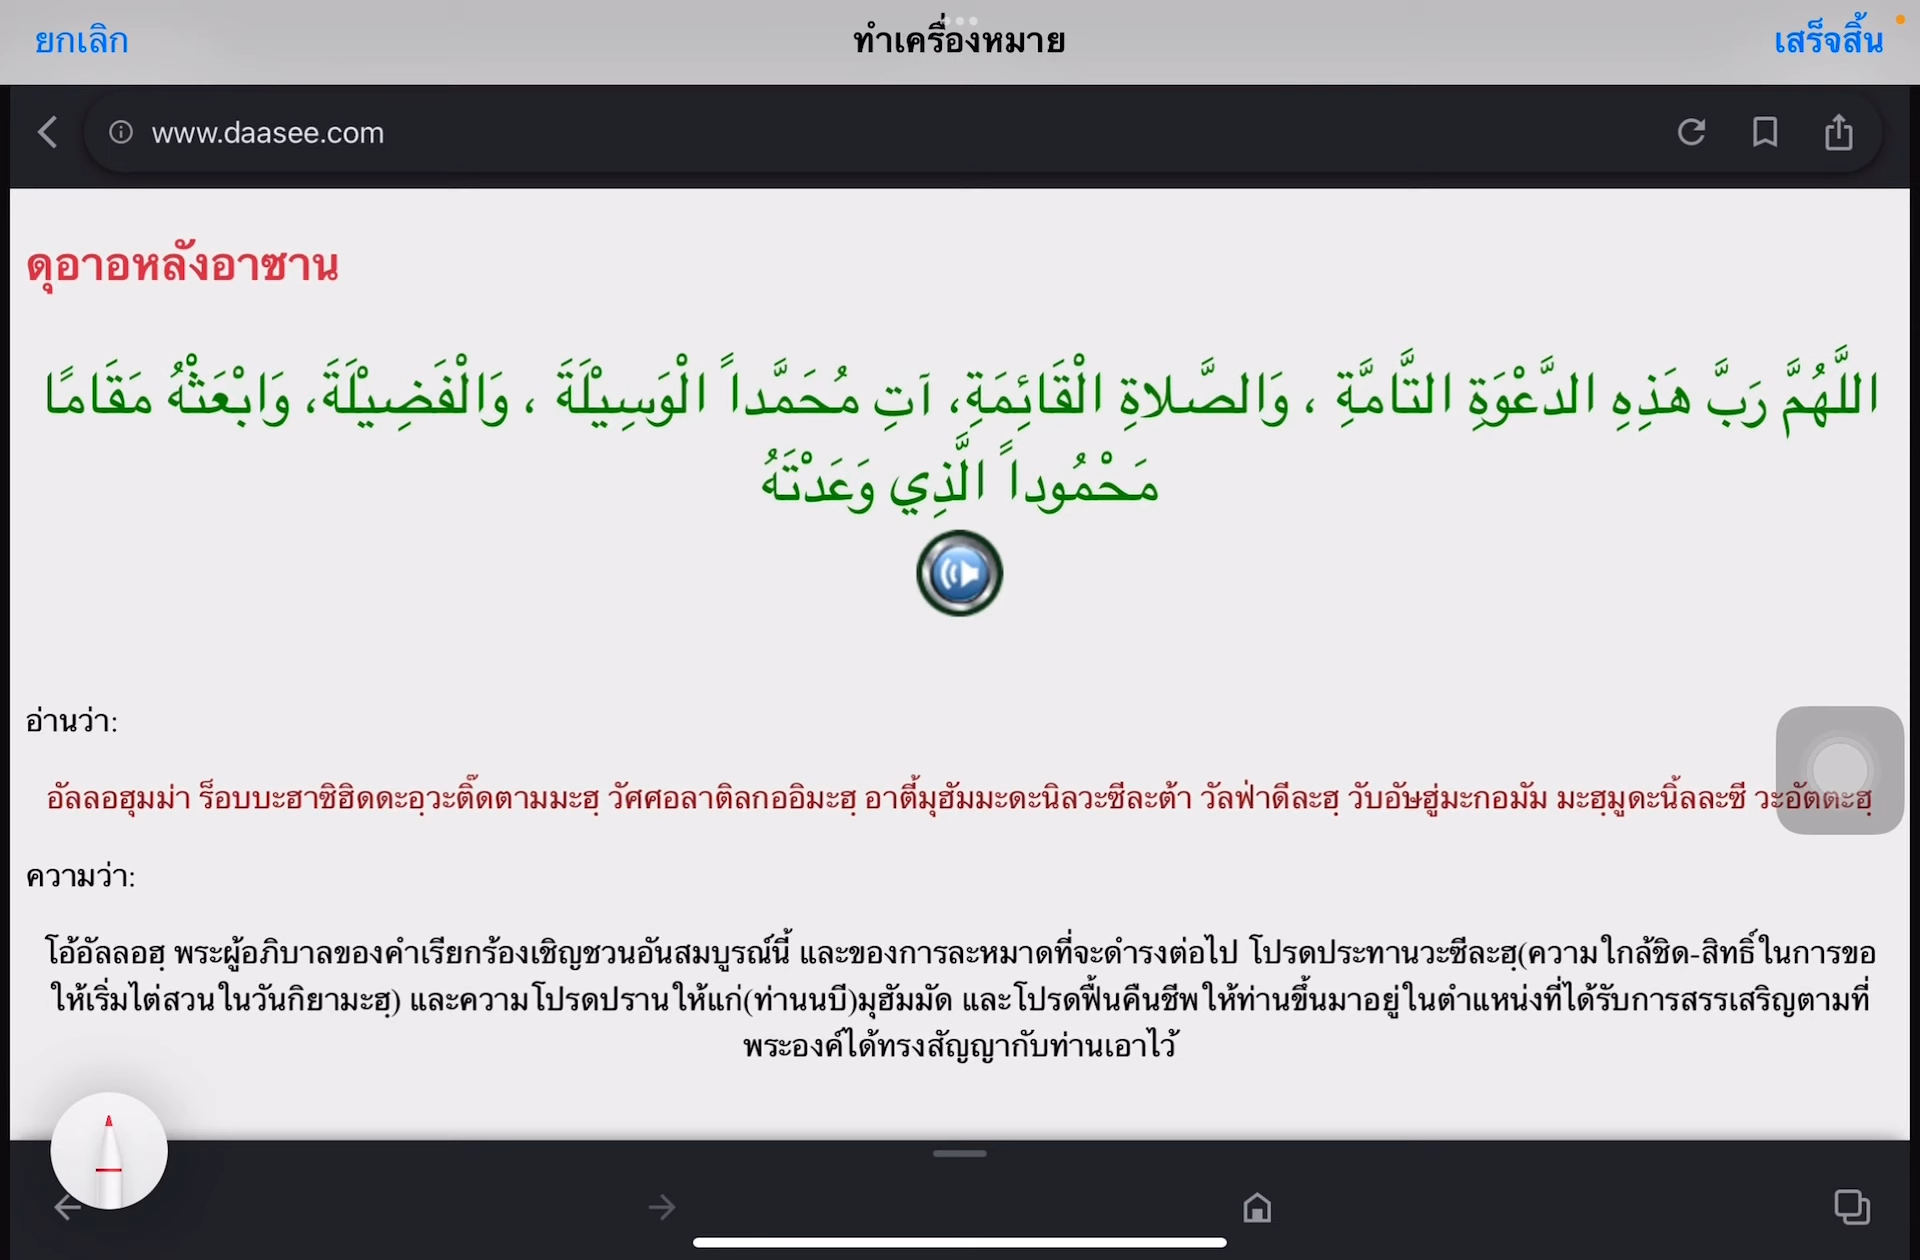 ยกเลิก
ทำเครื่องหมาย
เสร็จสิ้น
www.daasee.com
ดุอาอหลังอาซาน
اللَّهُمَّ رَبَّ هَذِهِ الدَّعْوَةِ التَّامَّةِ ، وَالصَّلاةِ الْقَائِمَةِ، آتِ مُحَمَّداً الْوَسِيْلَةَ ، وَالْفَضِيْلَةَ، وَابْعَثْهُ مَقَامًا
مَحْمُوداً الَّذِي وَعَدْتَهُ
อ่านว่า:
อัลลอฮุมม่า ร็อบบะฮาซิฮิดดะอฺวะติ๊ดตามมะฮฺ วัศศอลาติลกออิมะฮฺ อาตี้มุฮัมมะดะนิลวะซีละต้า วัลฟาดีละฮฺ วับอัษฮู่มะกอมัม มะฮฺมูดะนิ้ลละซี วะอัตตะฮฺ
ความว่า:
โอ้อัลลอฮฺ พระผู้อภิบาลของคำเรียกร้องเชิญชวนอันสมบูรณ์นี้ และของการละหมาดที่จะดำรงต่อไป โปรดประทานวะซีละฮฺ(ความใกล้ชิด-สิทธิ์ในการขอ
ให้เริ่มไต่สวนในวันกิยามะฮฺ) และความโปรดปรานให้แก่(ท่านนบี)มุฮัมมัด และโปรดฟื้นคืนชีพให้ท่านขึ้นมาอยู่ในตำแหน่งที่ได้รับการสรรเสริญตามที่
พระองค์ได้ทรงสัญญากับท่านเอาไว้